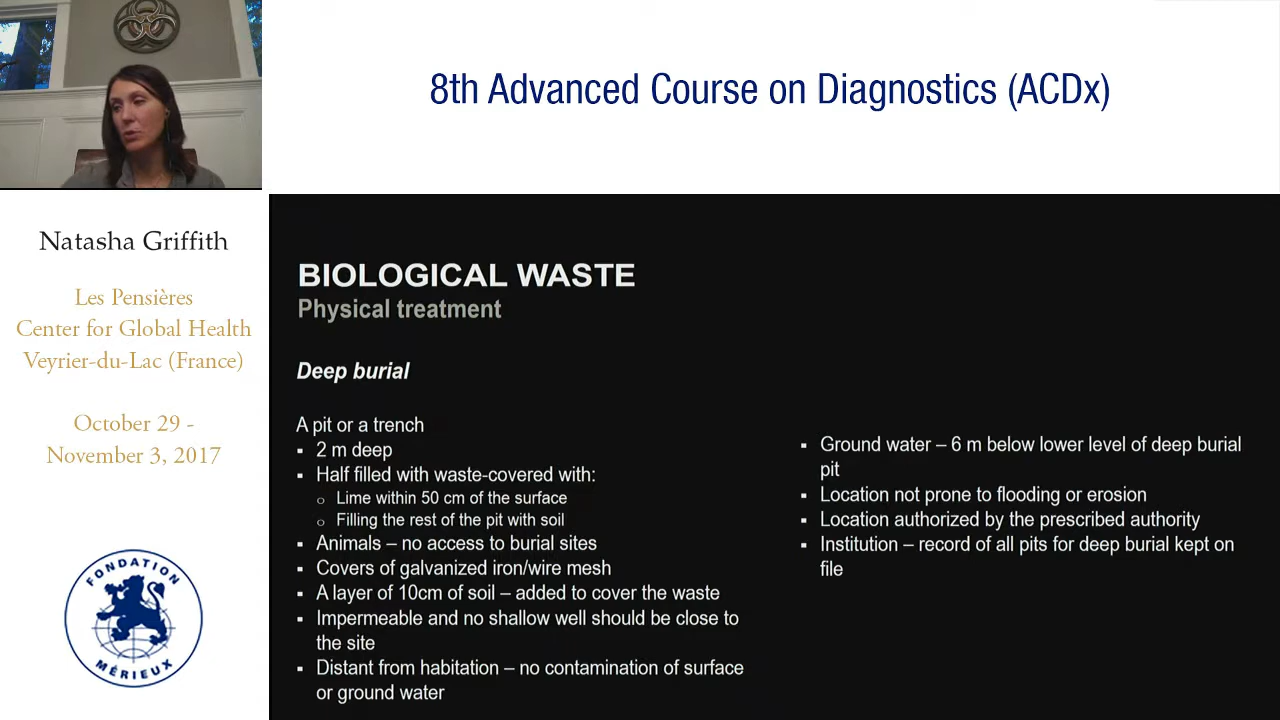 8th Advanced Course on Diagnostics (ACDx)
Natasha Griffith
Les Pensières
Center for Global Health
Veyrier-du-Lac (France)
October 29 -
November 3, 2017
FONDATION
MÉRIEUX
BIOLOGICAL WASTE
Physical treatment
Deep burial
A pit or a trench
▪ 2 m deep
▪ Half filled with waste-covered with:
o Lime within 50 cm of the surface
o Filling the rest of the pit with soil
▪ Animals – no access to burial sites
▪ Covers of galvanized iron/wire mesh
▪ A layer of 10cm of soil – added to cover the waste
▪ Impermeable and no shallow well should be close to
the site
▪ Distant from habitation – no contamination of surface
or ground water
▪ Ground water – 6 m below lower level of deep burial
pit
▪ Location not prone to flooding or erosion
▪ Location authorized by the prescribed authority
▪ Institution – record of all pits for deep burial kept on
file